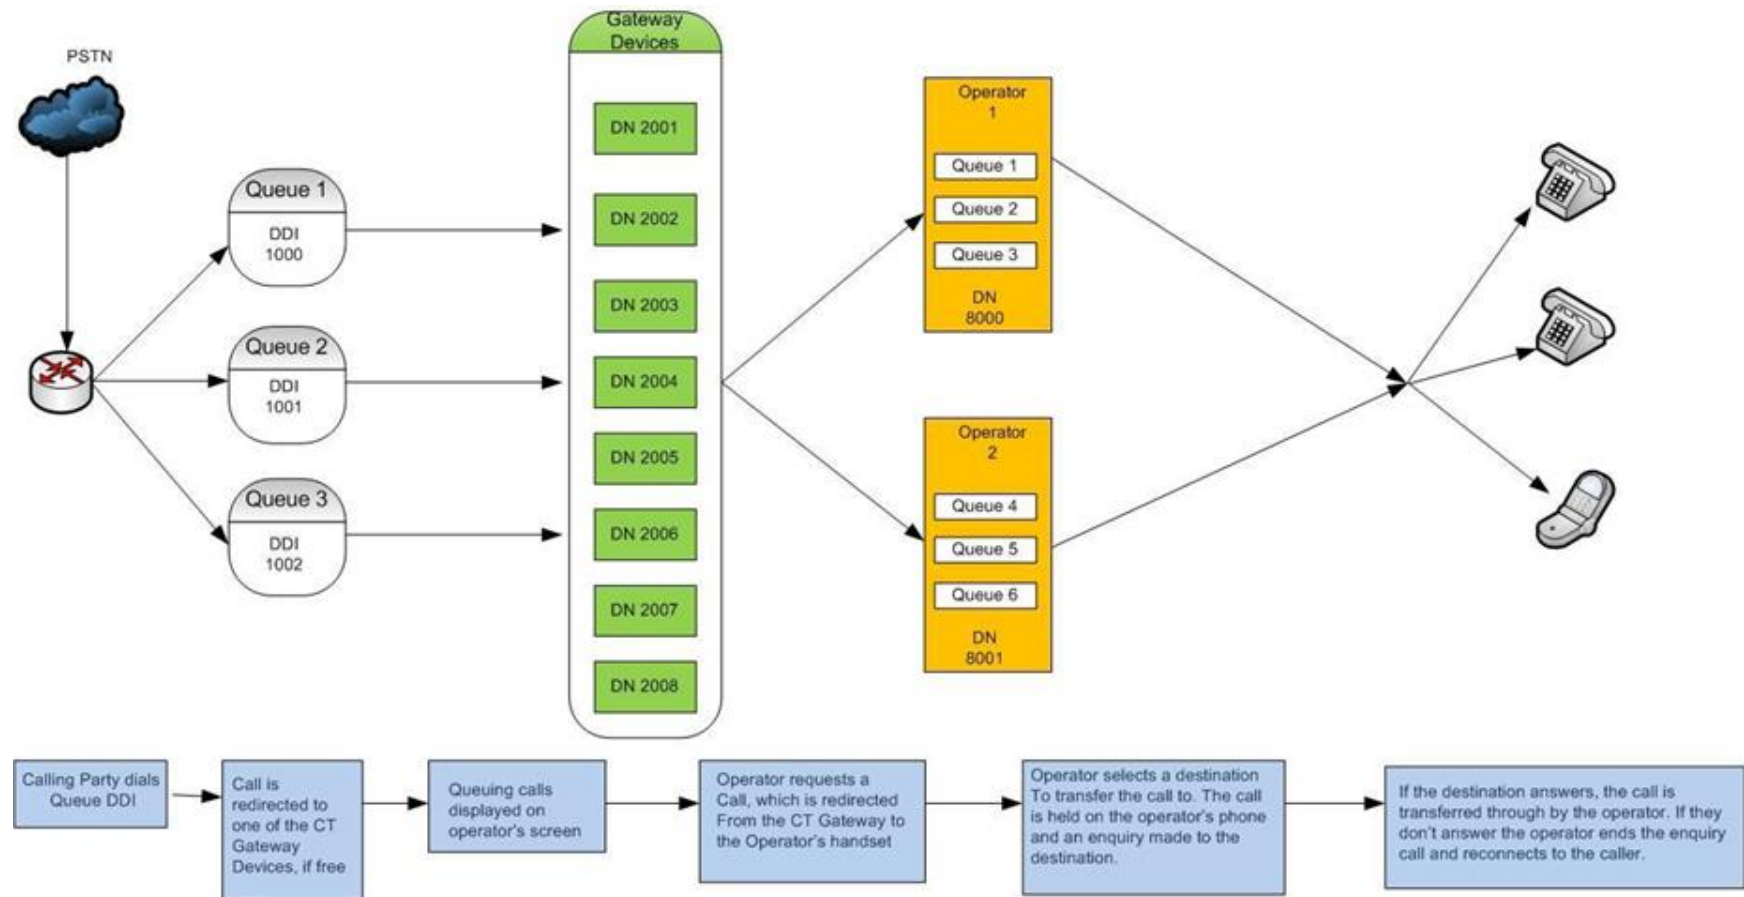 PSTN
Gateway
Devices
DN 2001
DN 2002
DN 2003
DN 2004
DN 2005
DN 2006
DN 2007
DN 2008
Queue 1
DDI
1000
Queue 2
DDI
1001
Queue 3
DDI
1002
Operator
1
Queue 1
Queue 2
Queue 3
DN
8000
Operator
2
Queue 4
Queue 5
Queue 6
DN
8001
Calling Party dials
Queue DDI
Call is
redirected to
one of the CT
Gateway
Devices, if free
Queuing calls
displayed on
operator's screen
Operator requests a
Call, which is redirected
From the CT Gateway to
the Operator's handset
Operator selects a destination
To transfer the call to. The call
is held on the operator's phone
and an enquiry made to the
destination.
If the destination answers, the call is
transferred through by the operator. If they
don't answer the operator ends the enquiry
call and reconnects to the caller.